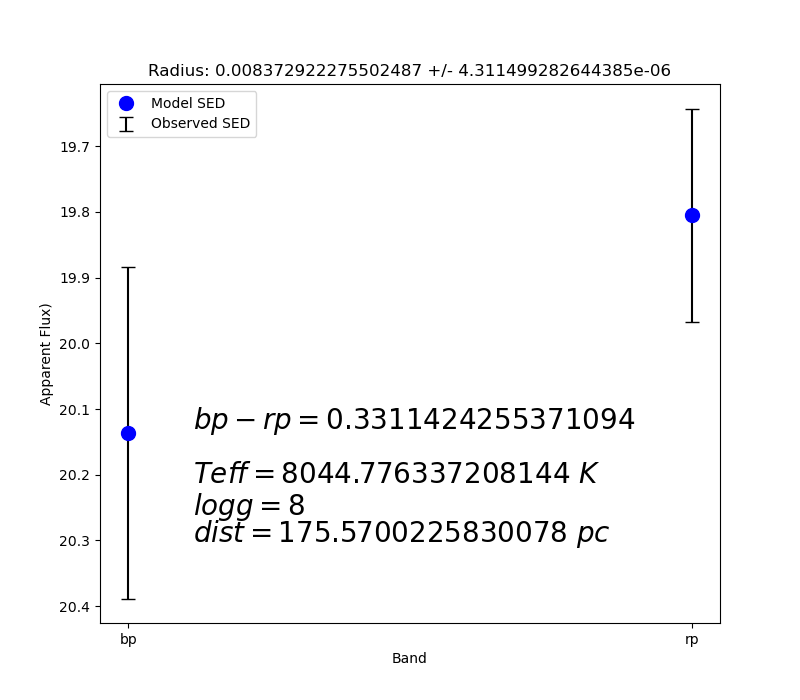 Radius: 0.008372922275502487 +/- 4.311499282644385e-06
Model SED
Observed SED
19.7
19.8
19.9
20.0
20.1
20.2
20.3
20.4
Apparent Flux)
bp − rp = 0.3311424255371094
Teff = 8044.776337208144 K
logg = 8
dist = 175.5700225830078 pc
bp
rp
Band